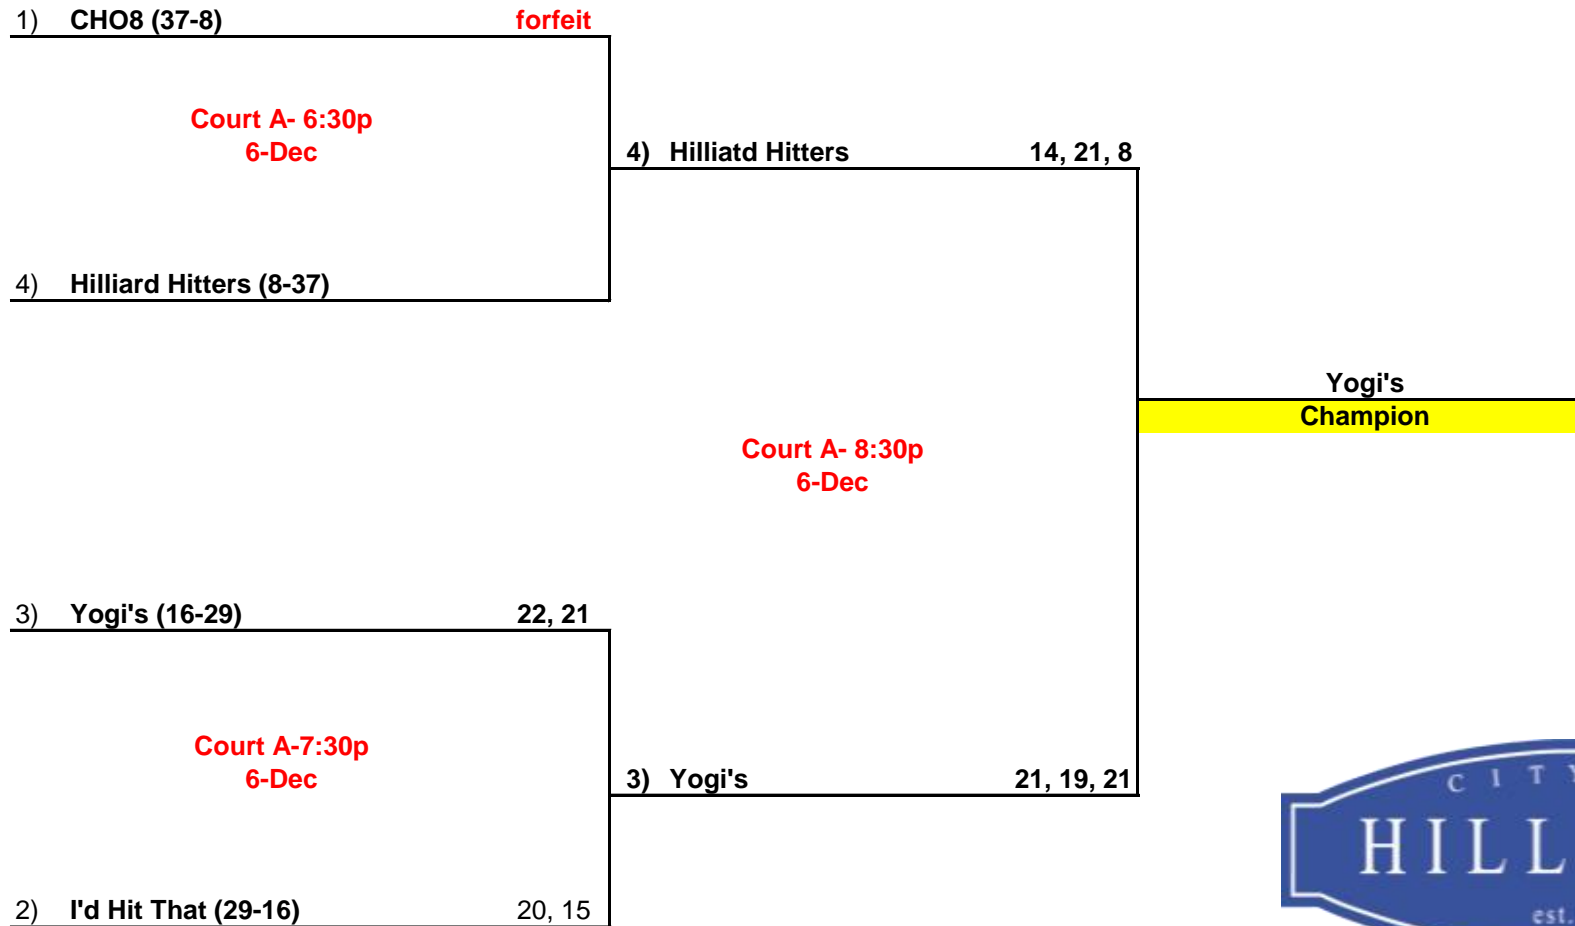 1) CHO8 (37-8) forfeit
Court A- 6:30p
6-Dec
4) Hilliatd Hitters 14, 21, 8
4) Hilliard Hitters (8-37)
Yogi's
Champion
Court A- 8:30p
6-Dec
3) Yogi's (16-29) 22, 21
Court A-7:30p
6-Dec
3) Yogi's 21, 19, 21
2) I'd Hit That (29-16) 20, 15
CITY
HILL
est.